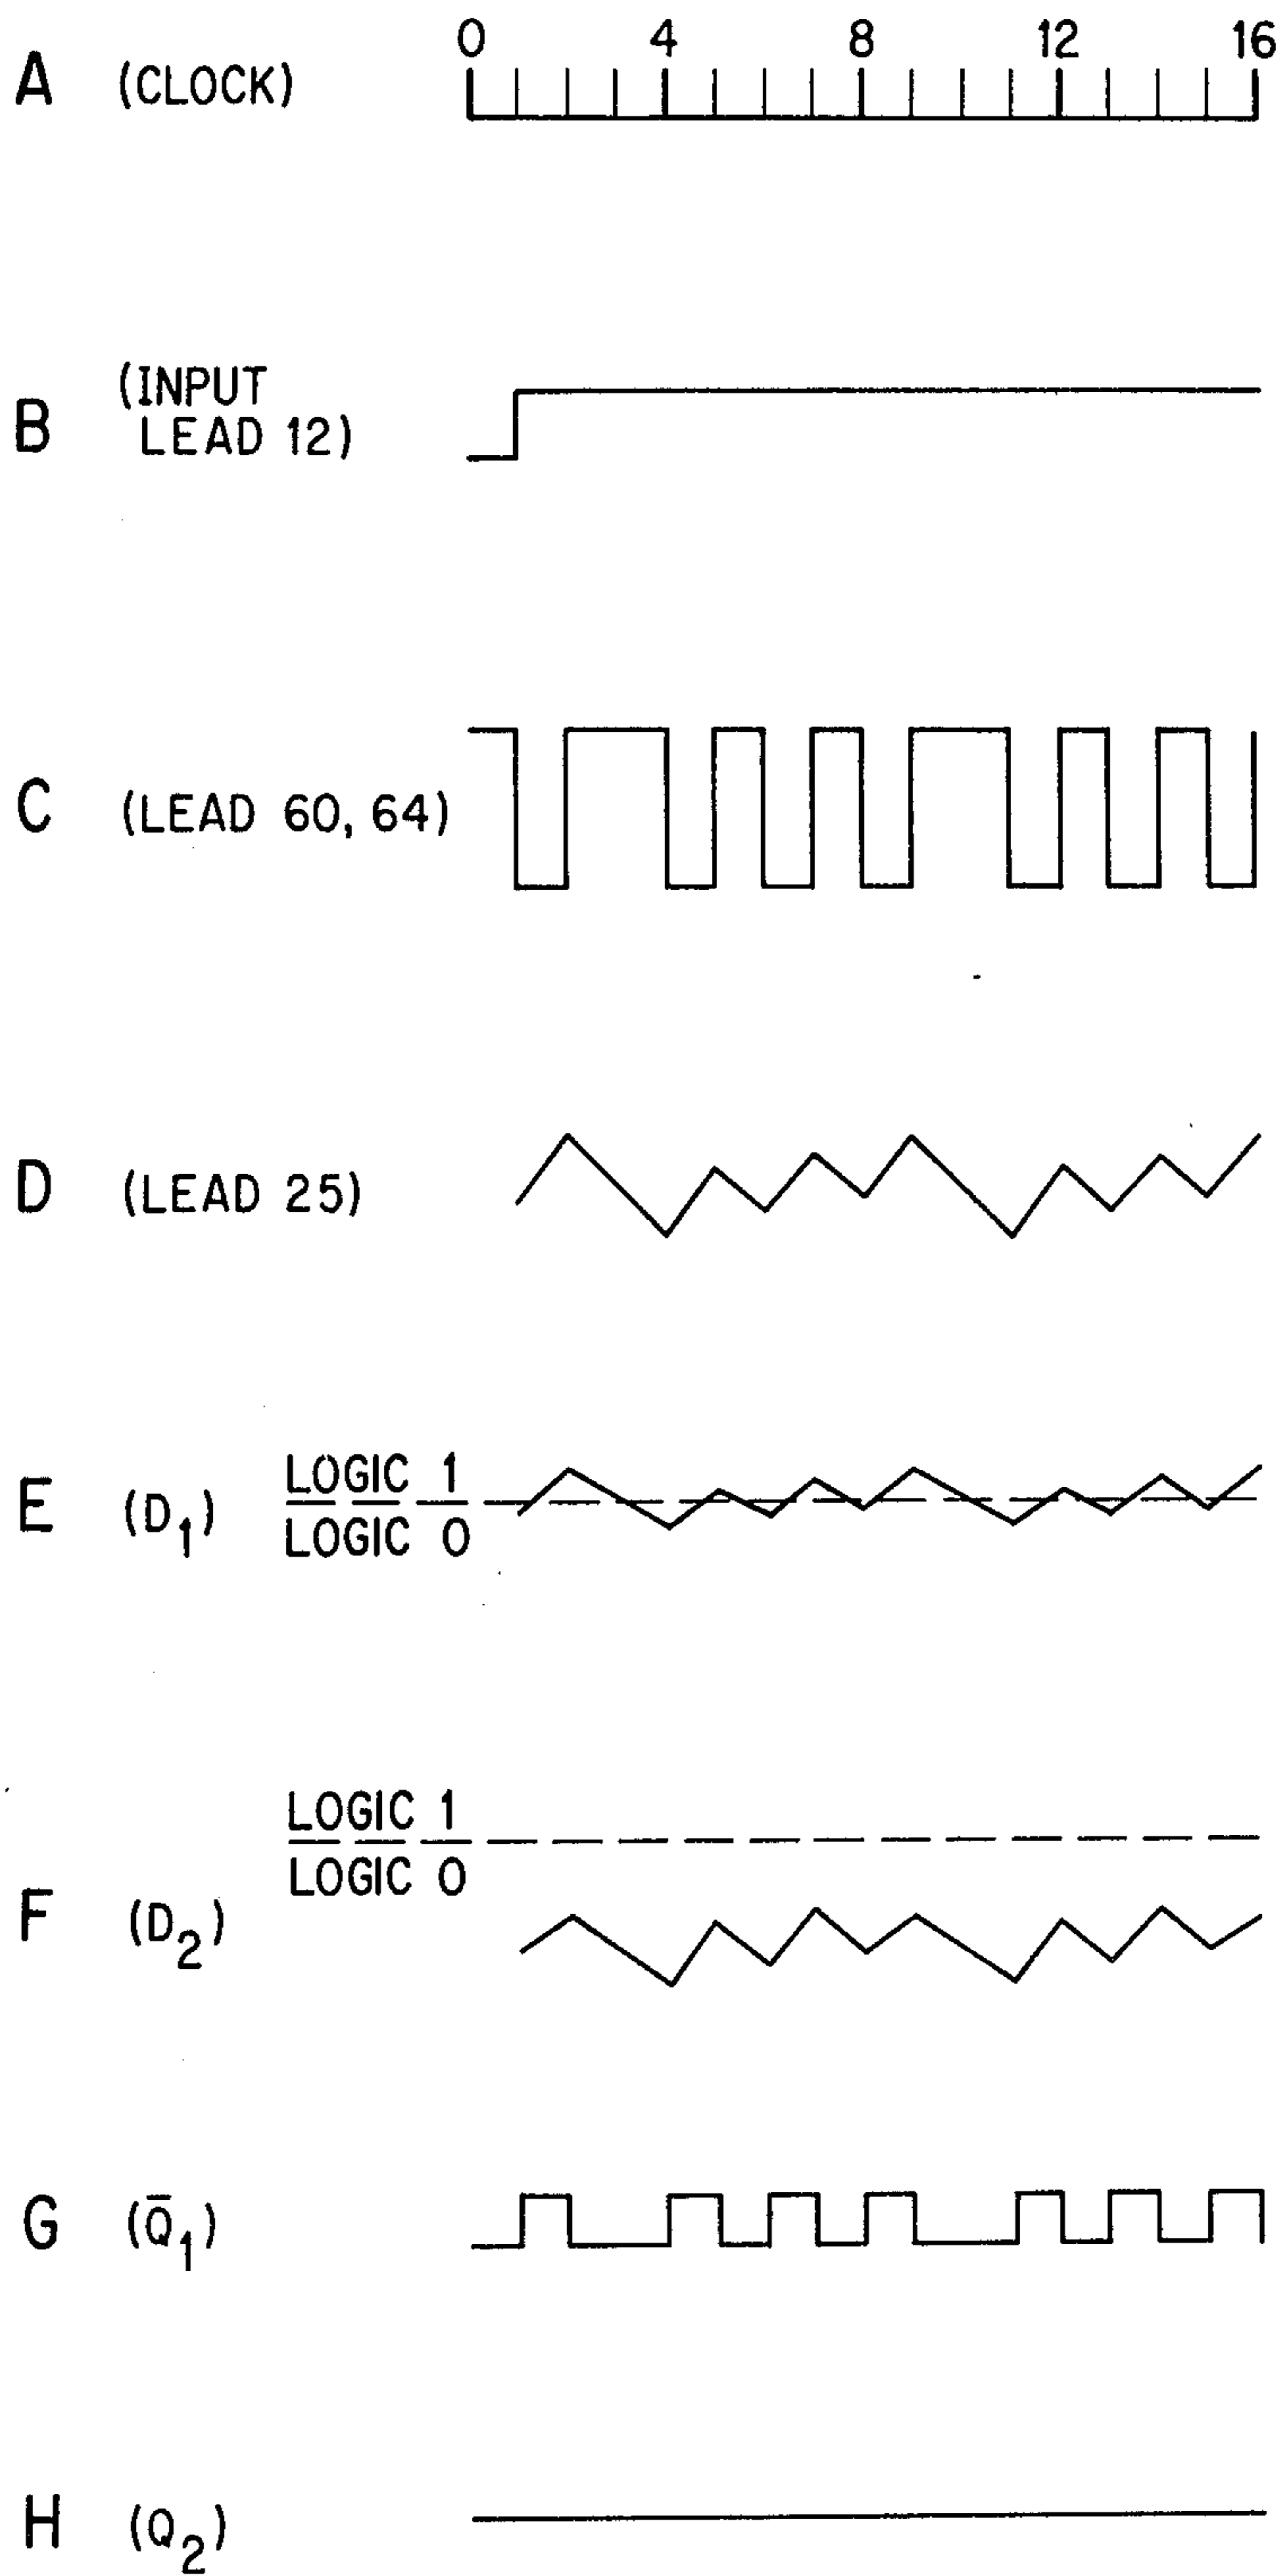 0 4 8 12 16
A (CLOCK)
B (INPUT
LEAD 12)
C (LEAD 60, 64)
D (LEAD 25)
LOGIC 1
E (D₁)
LOGIC 0
LOGIC 1
LOGIC 0
F (D₂)
G (Q̅₁)
H (Q₂)